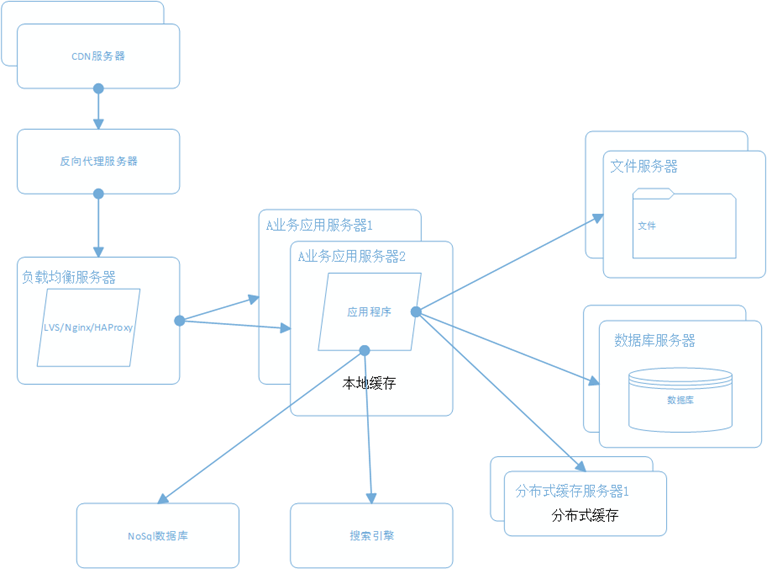 CDN服务器
反向代理服务器
负载均衡服务器
LVS/Nginx/HAProxy
A业务应用服务器1
A业务应用服务器2
应用程序
本地缓存
文件服务器
文件
数据库服务器
数据库
分布式缓存服务器1
分布式缓存
NoSql数据库
搜索引擎